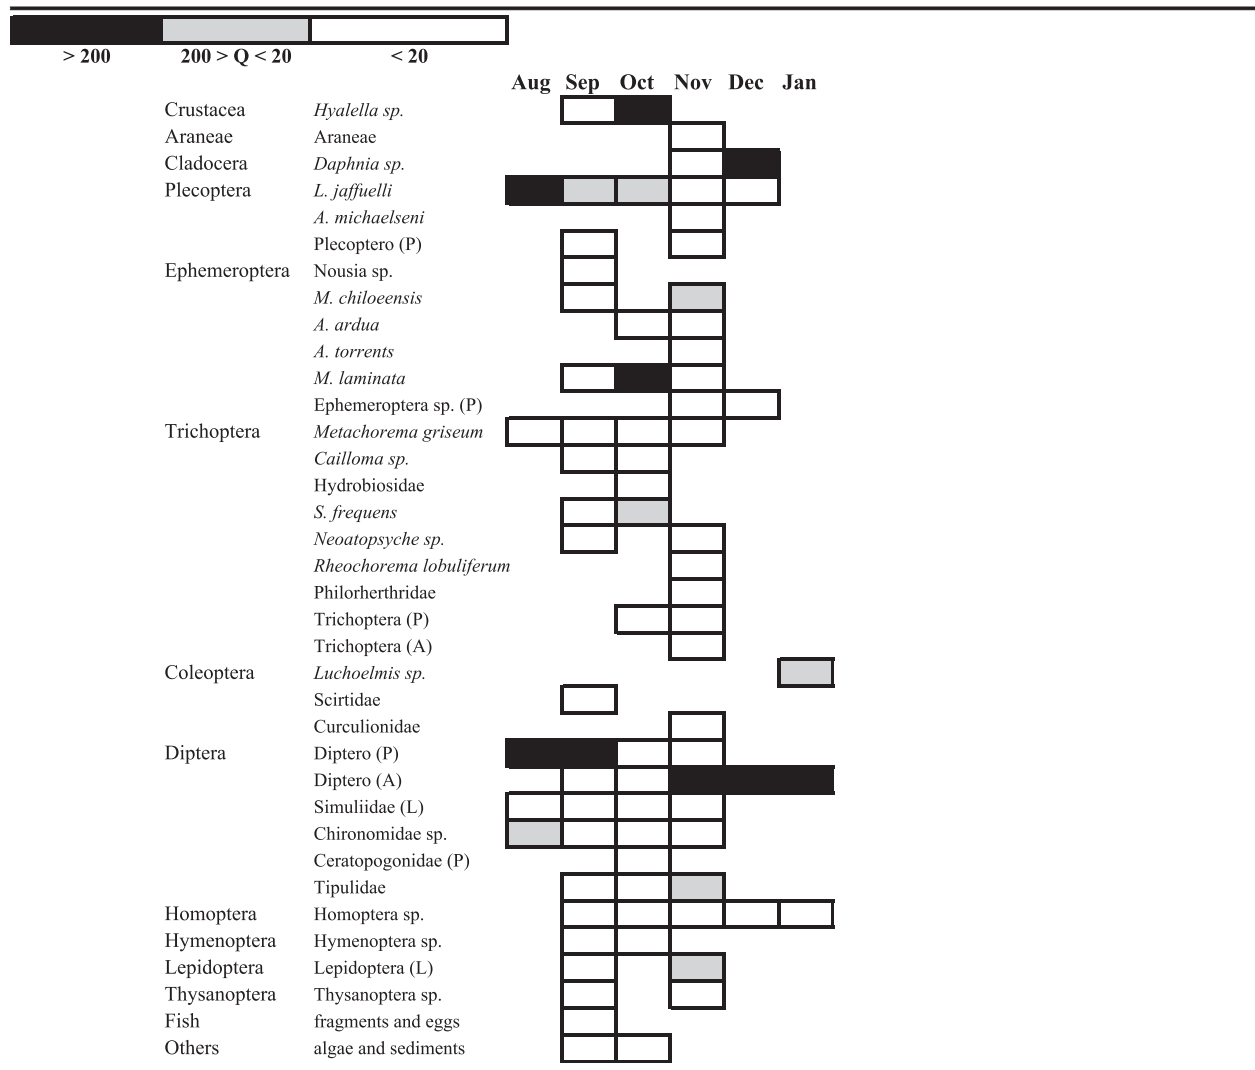 > 200 200 > Q < 20 < 20
Aug Sep Oct Nov Dec Jan
Crustacea Hyalella sp.
Araneae Araneae
Cladocera Daphnia sp.
Plecoptera L. jaffuelli
A. michaelseni
Plecoptero (P)
Ephemeroptera Nousia sp.
M. chiloeensis
A. ardua
A. torrents
M. laminata
Ephemeroptera sp. (P)
Trichoptera Metachorema griseum
Cailloma sp.
Hydrobiosidae
S. frequens
Neoatopsyche sp.
Rheochorema lobuliferum
Philorherthridae
Trichoptera (P)
Trichoptera (A)
Coleoptera Luchoelmis sp.
Scirtidae
Curculionidae
Diptera Diptero (P)
Diptero (A)
Simuliidae (L)
Chironomidae sp.
Ceratopogonidae (P)
Tipulidae
Homoptera Homoptera sp.
Hymenoptera Hymenoptera sp.
Lepidoptera Lepidoptera (L)
Thysanoptera Thysanoptera sp.
Fish fragments and eggs
Others algae and sediments